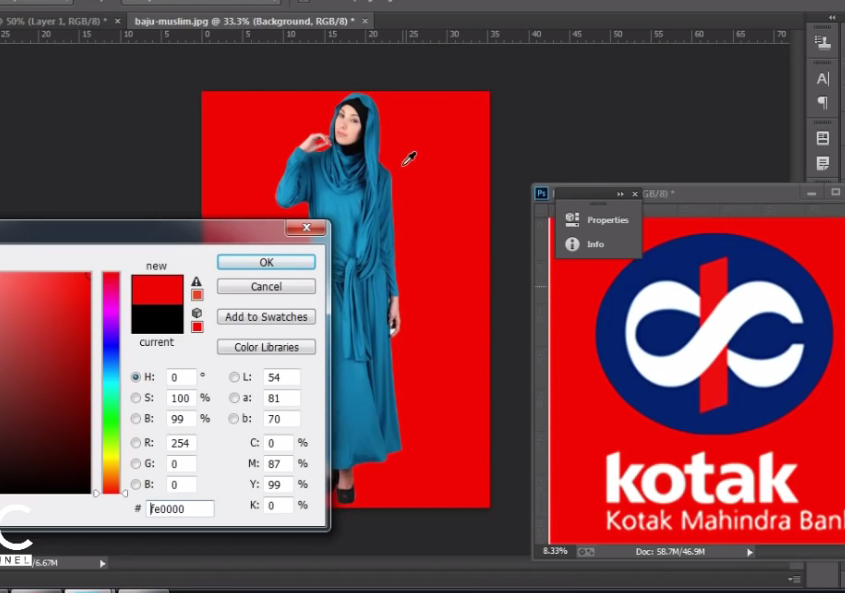 50% (Layer 1, RGB/8) * ×
baju-muslim.jpg @ 33.3% (Background, RGB/8) * ×
25 20 15 10 5 0 5 10 15 20 25 30 35 40 45 50 55 60 65 70
A
Ps
GB/8) *
Properties
Info
new
current
OK
Cancel
Add to Swatches
Color Libraries
H: 0 °
S: 100 %
B: 99 %
R: 254
G: 0
B: 0
# fe0000
L: 54
a: 81
b: 70
C: 0 %
M: 87 %
Y: 99 %
K: 0 %
kotak
Kotak Mahindra Bank
8.33%
Doc: 58.7M/46.9M
C
NEL
/6.67M